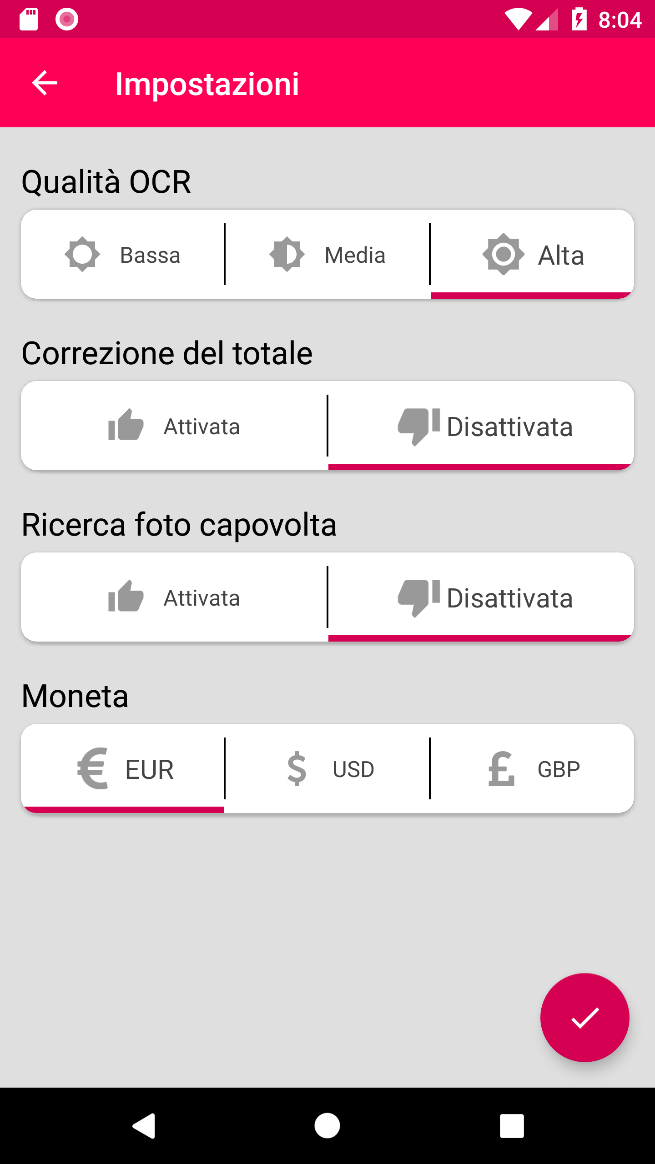 8:04
Impostazioni
Qualità OCR
Bassa Media Alta
Correzione del totale
Attivata Disattivata
Ricerca foto capovolta
Attivata Disattivata
Moneta
€ EUR $ USD £ GBP